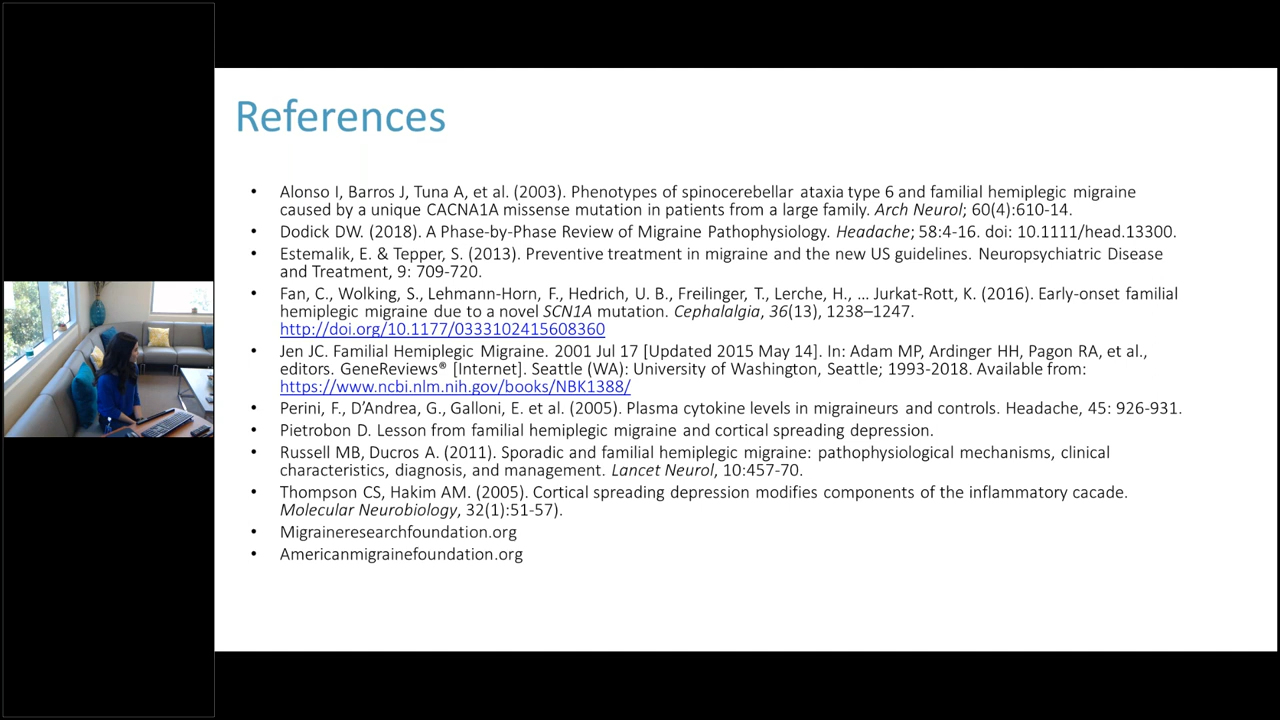 References
• Alonso I, Barros J, Tuna A, et al. (2003). Phenotypes of spinocerebellar ataxia type 6 and familial hemiplegic migraine
caused by a unique CACNA1A missense mutation in patients from a large family. Arch Neurol; 60(4):610-14.
• Dodick DW. (2018). A Phase-by-Phase Review of Migraine Pathophysiology. Headache; 58:4-16. doi: 10.1111/head.13300.
• Estemalik, E. & Tepper, S. (2013). Preventive treatment in migraine and the new US guidelines. Neuropsychiatric Disease
and Treatment, 9: 709-720.
• Fan, C., Wolking, S., Lehmann-Horn, F., Hedrich, U. B., Freilinger, T., Lerche, H., … Jurkat-Rott, K. (2016). Early-onset familial
hemiplegic migraine due to a novel SCN1A mutation. Cephalalgia, 36(13), 1238–1247.
http://doi.org/10.1177/0333102415608360
• Jen JC. Familial Hemiplegic Migraine. 2001 Jul 17 [Updated 2015 May 14]. In: Adam MP, Ardinger HH, Pagon RA, et al.,
editors. GeneReviews® [Internet]. Seattle (WA): University of Washington, Seattle; 1993-2018. Available from:
https://www.ncbi.nlm.nih.gov/books/NBK1388/
• Perini, F., D’Andrea, G., Galloni, E. et al. (2005). Plasma cytokine levels in migraineurs and controls. Headache, 45: 926-931.
• Pietrobon D. Lesson from familial hemiplegic migraine and cortical spreading depression.
• Russell MB, Ducros A. (2011). Sporadic and familial hemiplegic migraine: pathophysiological mechanisms, clinical
characteristics, diagnosis, and management. Lancet Neurol, 10:457-70.
• Thompson CS, Hakim AM. (2005). Cortical spreading depression modifies components of the inflammatory cacade.
Molecular Neurobiology, 32(1):51-57).
• Migraineresearchfoundation.org
• Americanmigrainefoundation.org